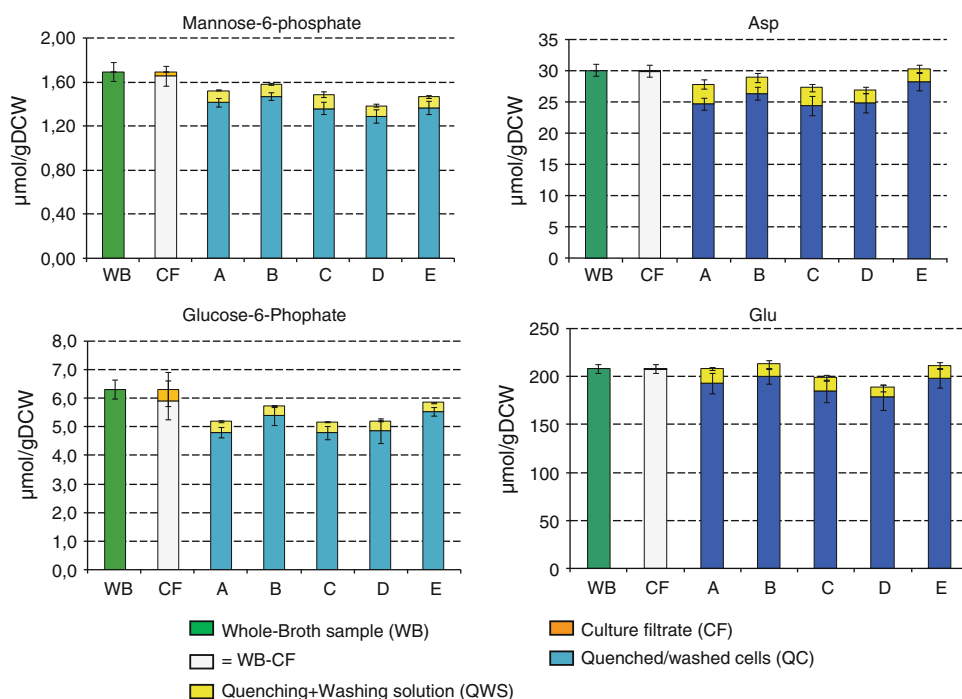 Mannose-6-phosphate
µmol/gDCW
2,00
1,60
1,20
0,80
0,40
0,00
WB CF A B C D E
Asp
µmol/gDCW
35
30
25
20
15
10
5
0
WB CF A B C D E
Glucose-6-Phophate
µmol/gDCW
8,0
7,0
6,0
5,0
4,0
3,0
2,0
1,0
0,0
WB CF A B C D E
Glu
µmol/gDCW
250
200
150
100
50
0
WB CF A B C D E
Whole-Broth sample (WB)
= WB-CF
Quenching+Washing solution (QWS)
Culture filtrate (CF)
Quenched/washed cells (QC)